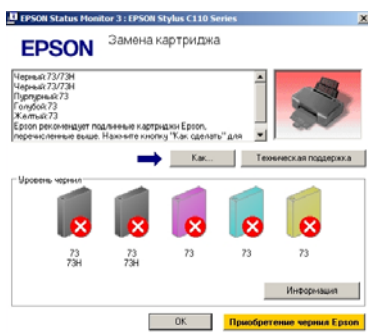 EPSON Status Monitor 3 : EPSON Stylus C110 Series
EPSON
Замена картриджа
Черный: 73/73H
Черный: 73/73H
Пурпурный: 73
Голубой: 73
Желтый: 73
Epson рекомендует подлинные картриджи Epson,
перечисленные выше. Нажмите кнопку "Как сделать" для
Как...
Техническая поддержка
Уровень чернил
73 73 73 73 73
73H 73H
Информация
OK
Приобретение чернил Epson